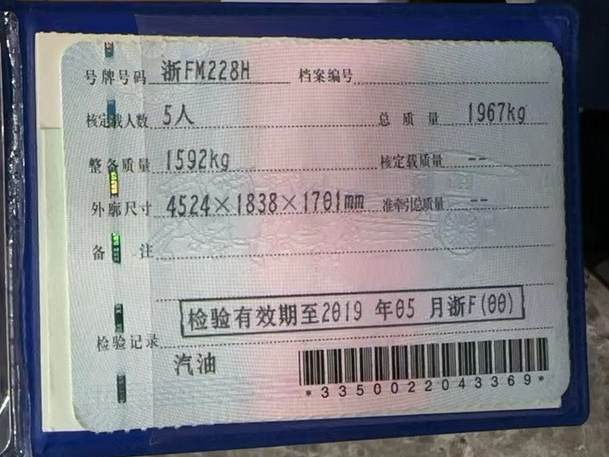 号牌号码 浙FM228H 档案编号
核定载人数 5人 总质量 1967kg
整备质量 1592kg 核定载质量 --
外廓尺寸 4524×1838×1701mm 准牵引总质量 --
备注
检验有效期至2019 年05 月浙F(00)
检验记录
汽油
*3350022043369*